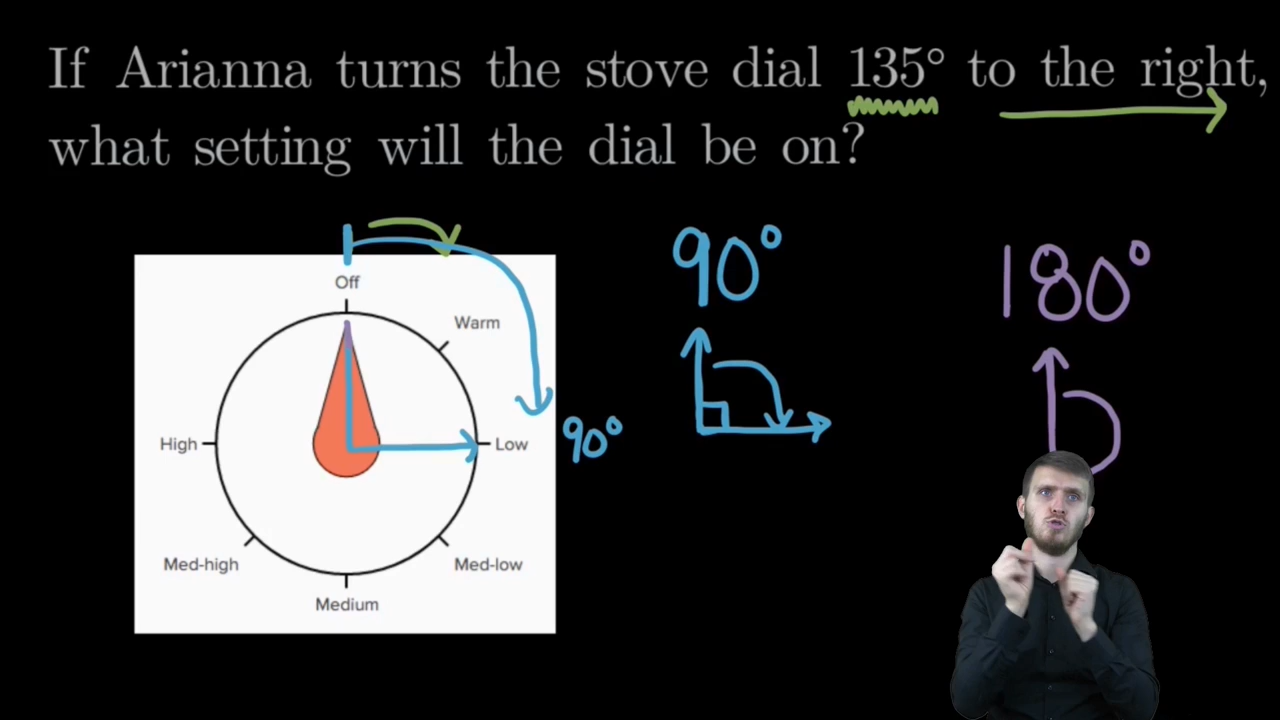 If Arianna turns the stove dial 135° to the right,
what setting will the dial be on?
90°
180°
Off
Warm
High
Low
90°
Med-high
Med-low
Medium